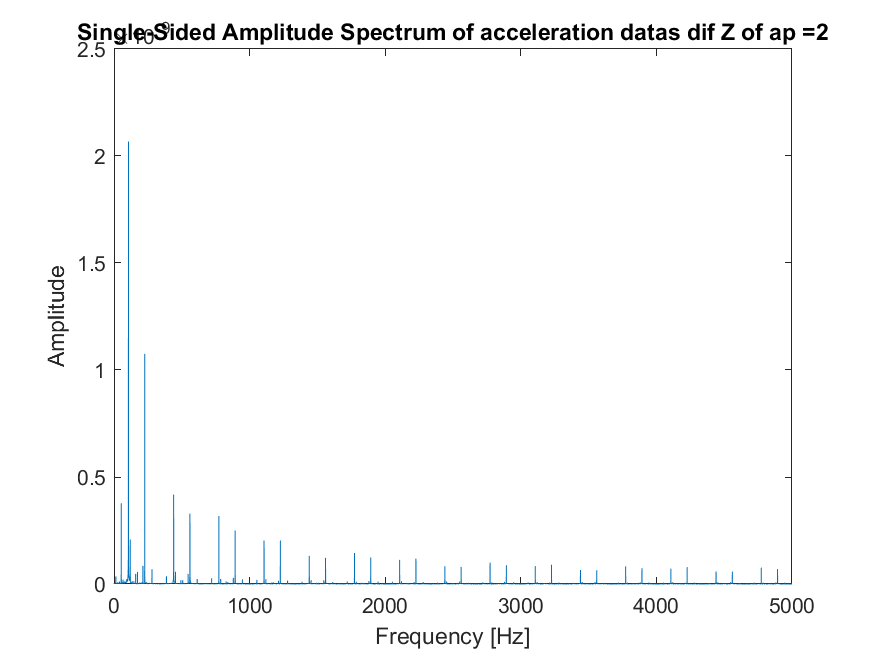 Single-Sided Amplitude Spectrum of acceleration datas dif Z of ap =2
2.5
2
1.5
1
0.5
0
Amplitude
0 1000 2000 3000 4000 5000
Frequency [Hz]